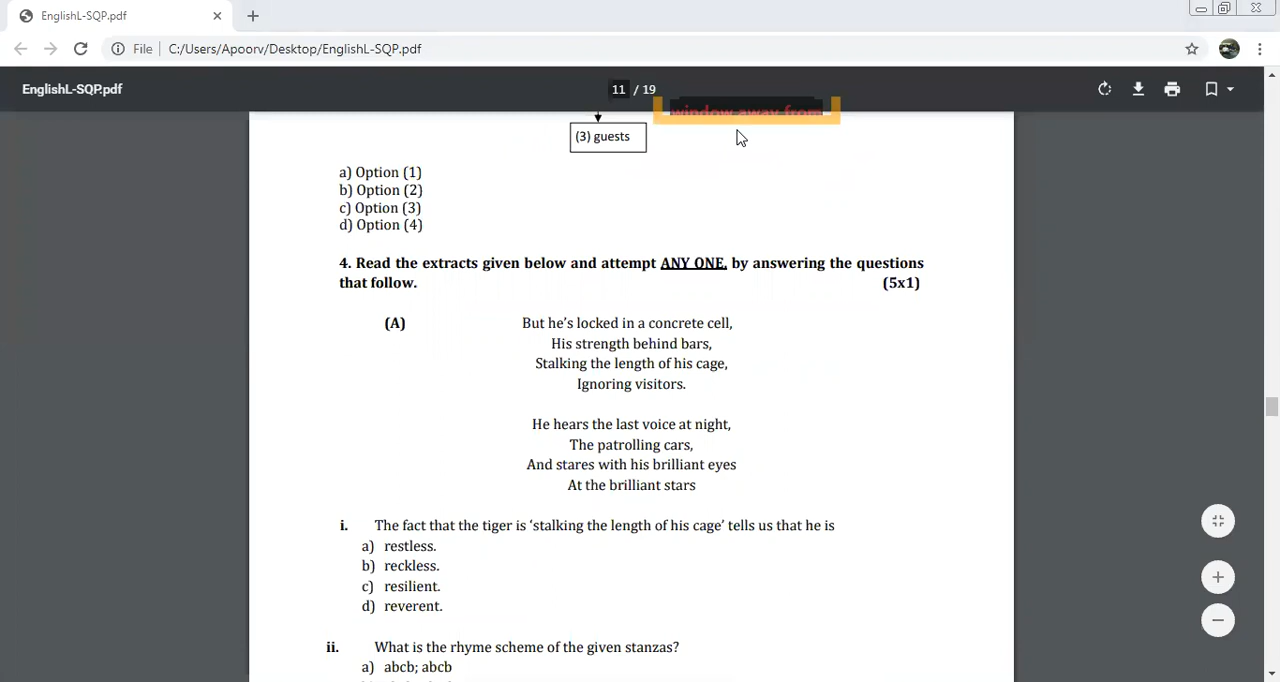 EnglishL-SQP.pdf
File
C:/Users/Apoorv/Desktop/EnglishL-SQP.pdf
EnglishL-SQP.pdf
11 / 19
window away from
(3) guests
a) Option (1)
b) Option (2)
c) Option (3)
d) Option (4)
4. Read the extracts given below and attempt ANY ONE, by answering the questions
that follow. (5x1)
(A) But he's locked in a concrete cell,
His strength behind bars,
Stalking the length of his cage,
Ignoring visitors.
He hears the last voice at night,
The patrolling cars,
And stares with his brilliant eyes
At the brilliant stars
i. The fact that the tiger is 'stalking the length of his cage' tells us that he is
a) restless.
b) reckless.
c) resilient.
d) reverent.
ii. What is the rhyme scheme of the given stanzas?
a) abcb; abcb